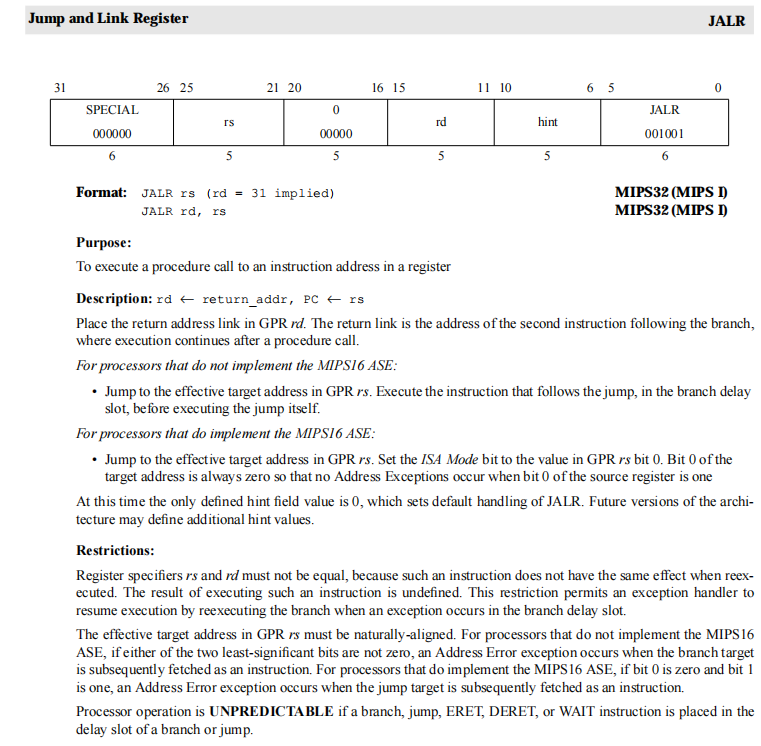 Jump and Link Register JALR
31 26 25 21 20 16 15 11 10 6 5 0
SPECIAL 0 JALR
rs rd hint
000000 00000 001001
6 5 5 5 5 6
Format: JALR rs (rd = 31 implied) MIPS32 (MIPS I)
JALR rd, rs MIPS32 (MIPS I)
Purpose:
To execute a procedure call to an instruction address in a register
Description: rd ← return_addr, PC ← rs
Place the return address link in GPR rd. The return link is the address of the second instruction following the branch,
where execution continues after a procedure call.
For processors that do not implement the MIPS16 ASE:
• Jump to the effective target address in GPR rs. Execute the instruction that follows the jump, in the branch delay
slot, before executing the jump itself.
For processors that do implement the MIPS16 ASE:
• Jump to the effective target address in GPR rs. Set the ISA Mode bit to the value in GPR rs bit 0. Bit 0 of the
target address is always zero so that no Address Exceptions occur when bit 0 of the source register is one
At this time the only defined hint field value is 0, which sets default handling of JALR. Future versions of the archi-
tecture may define additional hint values.
Restrictions:
Register specifiers rs and rd must not be equal, because such an instruction does not have the same effect when reex-
ecuted. The result of executing such an instruction is undefined. This restriction permits an exception handler to
resume execution by reexecuting the branch when an exception occurs in the branch delay slot.
The effective target address in GPR rs must be naturally-aligned. For processors that do not implement the MIPS16
ASE, if either of the two least-significant bits are not zero, an Address Error exception occurs when the branch target
is subsequently fetched as an instruction. For processors that do implement the MIPS16 ASE, if bit 0 is zero and bit 1
is one, an Address Error exception occurs when the jump target is subsequently fetched as an instruction.
Processor operation is UNPREDICTABLE if a branch, jump, ERET, DERET, or WAIT instruction is placed in the
delay slot of a branch or jump.